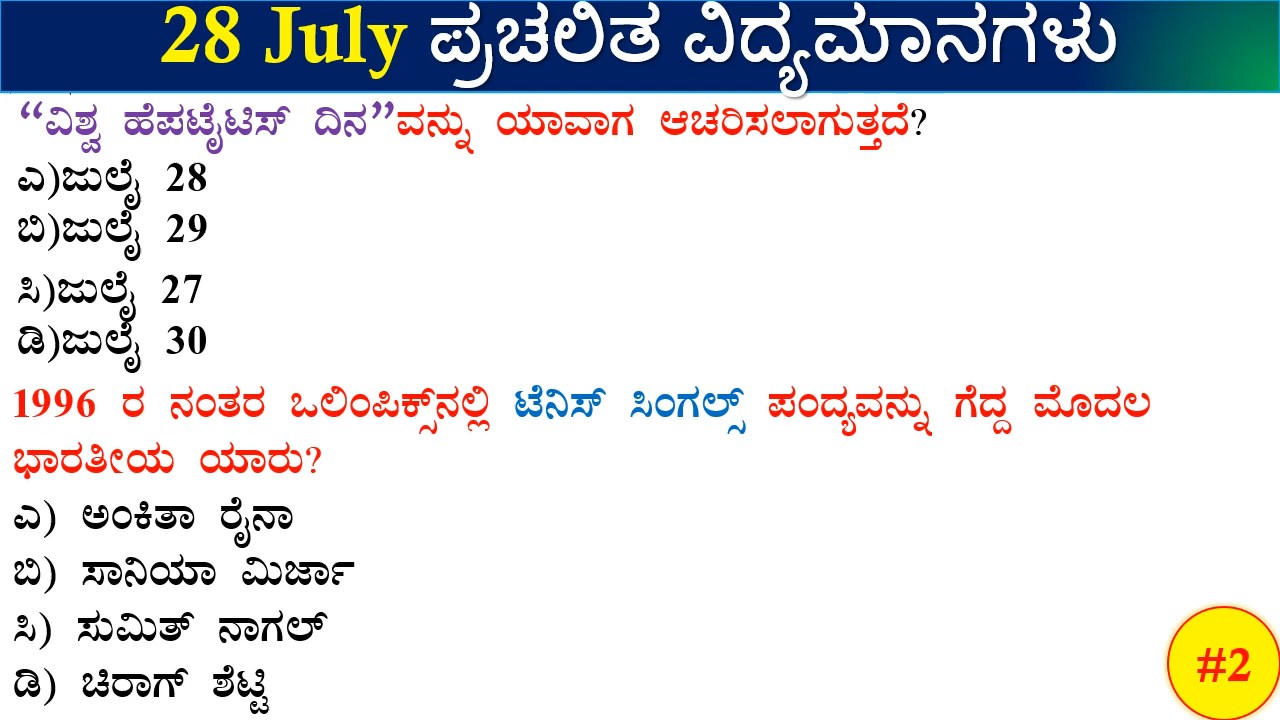 28 July ಪ್ರಚಲಿತ ವಿದ್ಯಮಾನಗಳು
“ವಿಶ್ವ ಹೆಪಟೈಟಿಸ್ ದಿನ”ವನ್ನು ಯಾವಾಗ ಆಚರಿಸಲಾಗುತ್ತದೆ?
ಎ)ಜುಲೈ 28
ಬಿ)ಜುಲೈ 29
ಸಿ)ಜುಲೈ 27
ಡಿ)ಜುಲೈ 30
1996 ರ ನಂತರ ಒಲಿಂಪಿಕ್ಸ್‌ನಲ್ಲಿ ಟೆನಿಸ್ ಸಿಂಗಲ್ಸ್ ಪಂದ್ಯವನ್ನು ಗೆದ್ದ ಮೊದಲ
ಭಾರತೀಯ ಯಾರು?
ಎ) ಅಂಕಿತಾ ರೈನಾ
ಬಿ) ಸಾನಿಯಾ ಮಿರ್ಜಾ
ಸಿ) ಸುಮಿತ್ ನಾಗಲ್
ಡಿ) ಚಿರಾಗ್ ಶೆಟ್ಟಿ
#2